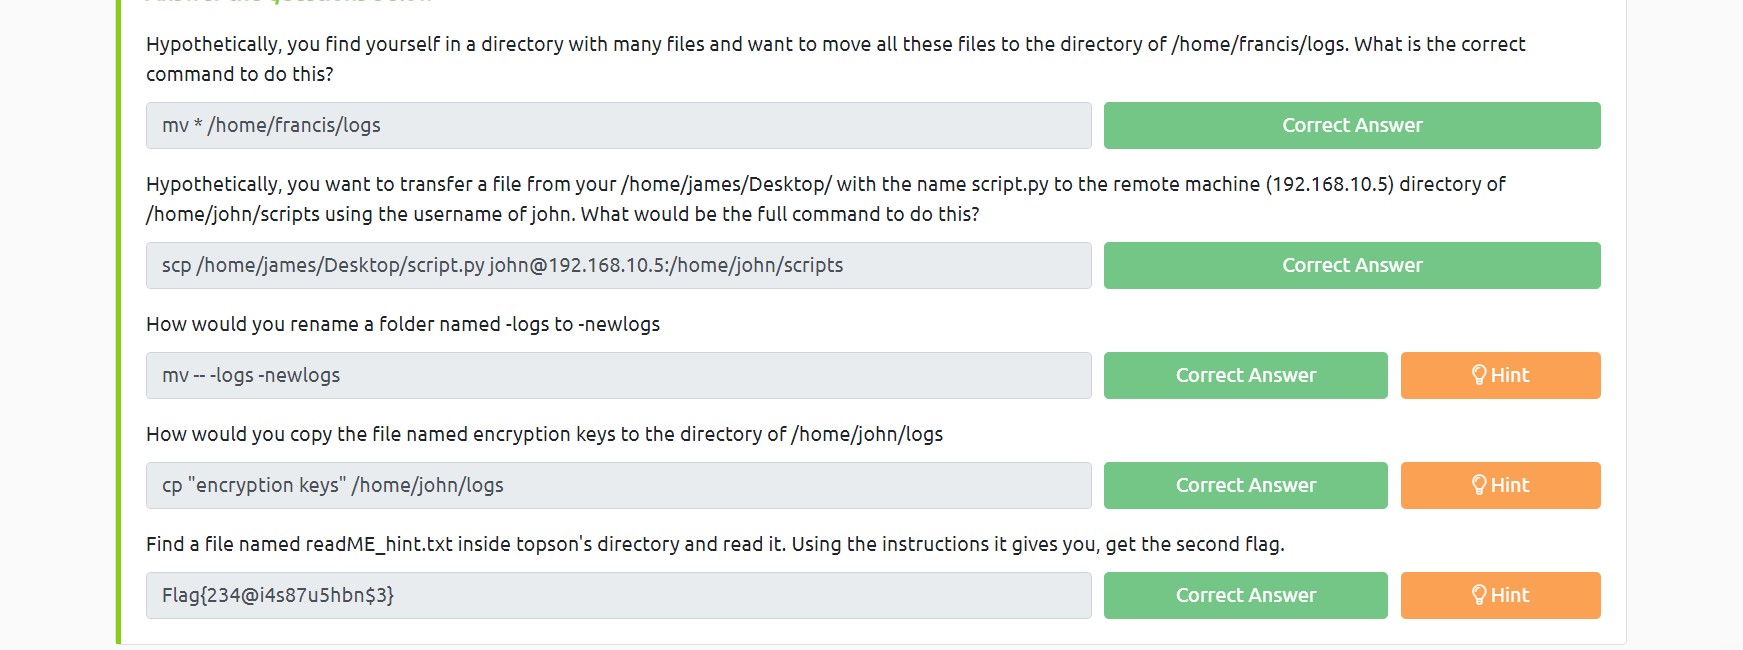 Hypothetically, you find yourself in a directory with many files and want to move all these files to the directory of /home/francis/logs. What is the correct
command to do this?
mv * /home/francis/logs
Correct Answer
Hypothetically, you want to transfer a file from your /home/james/Desktop/ with the name script.py to the remote machine (192.168.10.5) directory of
/home/john/scripts using the username of john. What would be the full command to do this?
scp /home/james/Desktop/script.py john@192.168.10.5:/home/john/scripts
Correct Answer
How would you rename a folder named -logs to -newlogs
mv -- -logs -newlogs
Correct Answer
Hint
How would you copy the file named encryption keys to the directory of /home/john/logs
cp "encryption keys" /home/john/logs
Correct Answer
Hint
Find a file named readME_hint.txt inside topson's directory and read it. Using the instructions it gives you, get the second flag.
Flag{234@i4s87u5hbn$3}
Correct Answer
Hint